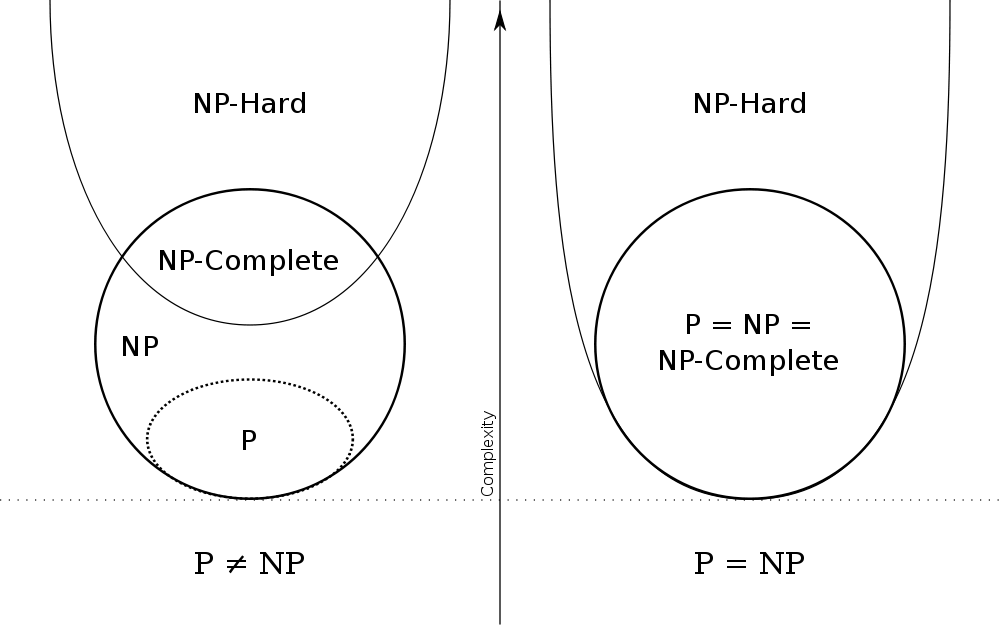 NP-Hard
NP-Complete
NP
P
P ≠ NP
Complexity
NP-Hard
P = NP =
NP-Complete
P = NP